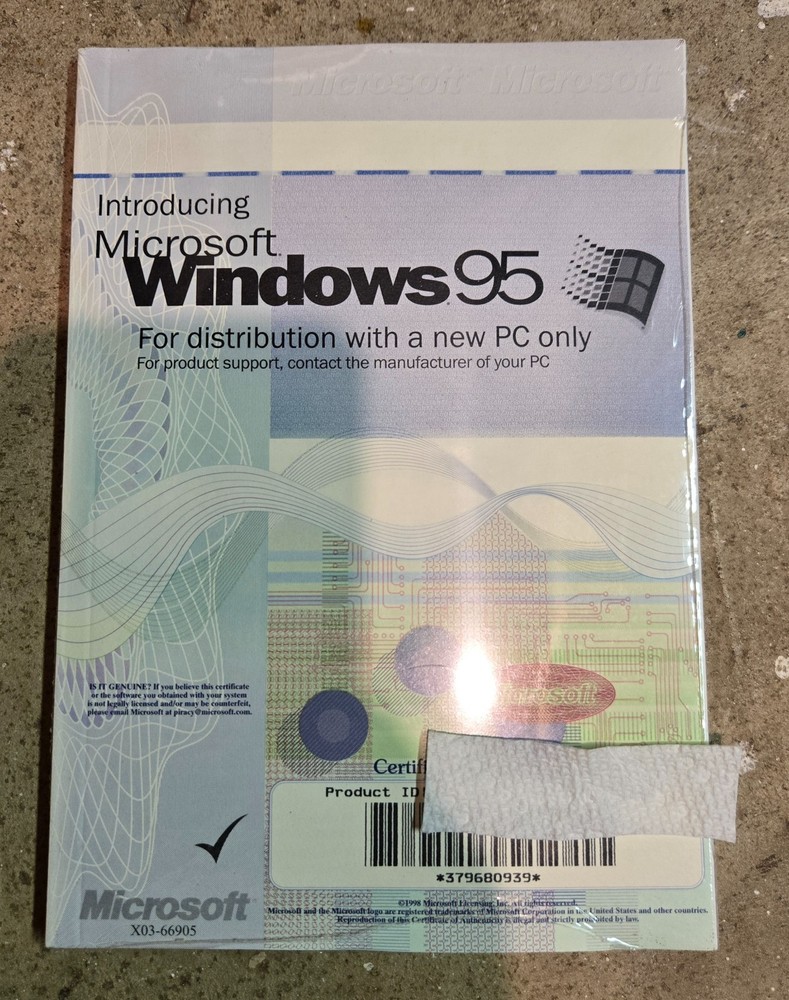 Microsoft Microsoft
Introducing
Microsoft
Windows 95
For distribution with a new PC only
For product support, contact the manufacturer of your PC
Microsoft
IS IT GENUINE? If you believe this certificate
or the software you obtained with your system
is not legally licensed and/or may be counterfeit,
please email Microsoft at piracy@microsoft.com.
Certif
Product ID:
*379680939*
Microsoft
X03-66905
©1998 Microsoft Licensing, Inc. All rights reserved.
Microsoft and the Microsoft logo are registered trademarks of Microsoft Corporation in the United States and other countries.
Reproduction of this Certificate of Authenticity is illegal and strictly prohibited by law.